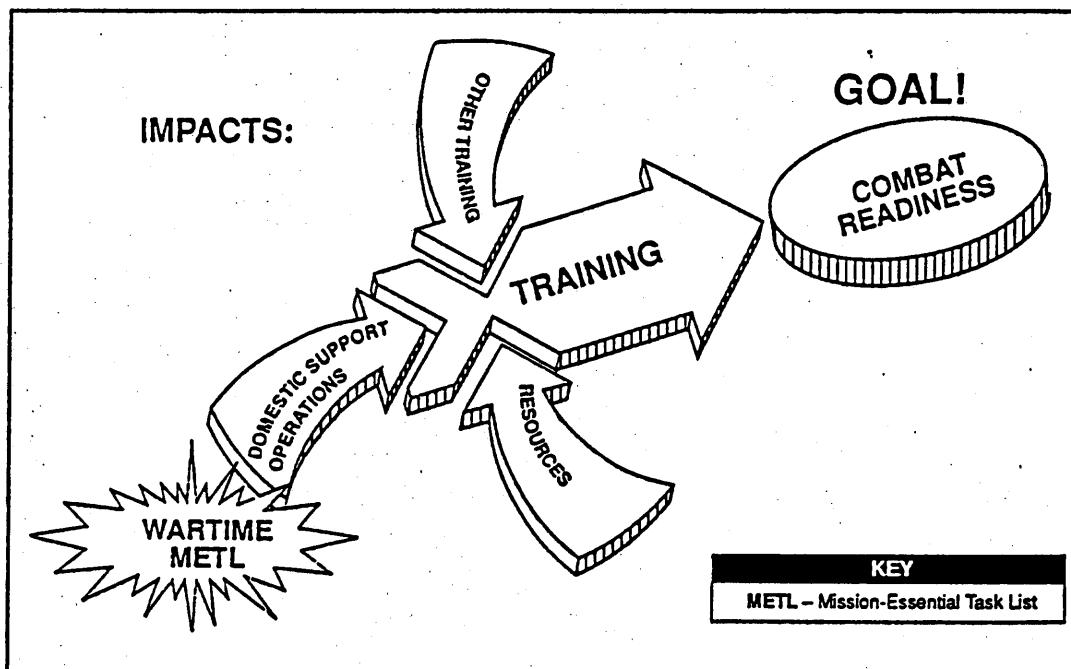 IMPACTS:
OTHER TRAINING
GOAL!
COMBAT
READINESS
TRAINING
DOMESTIC SUPPORT
OPERATIONS
RESOURCES
WARTIME
METL
KEY
METL – Mission-Essential Task List